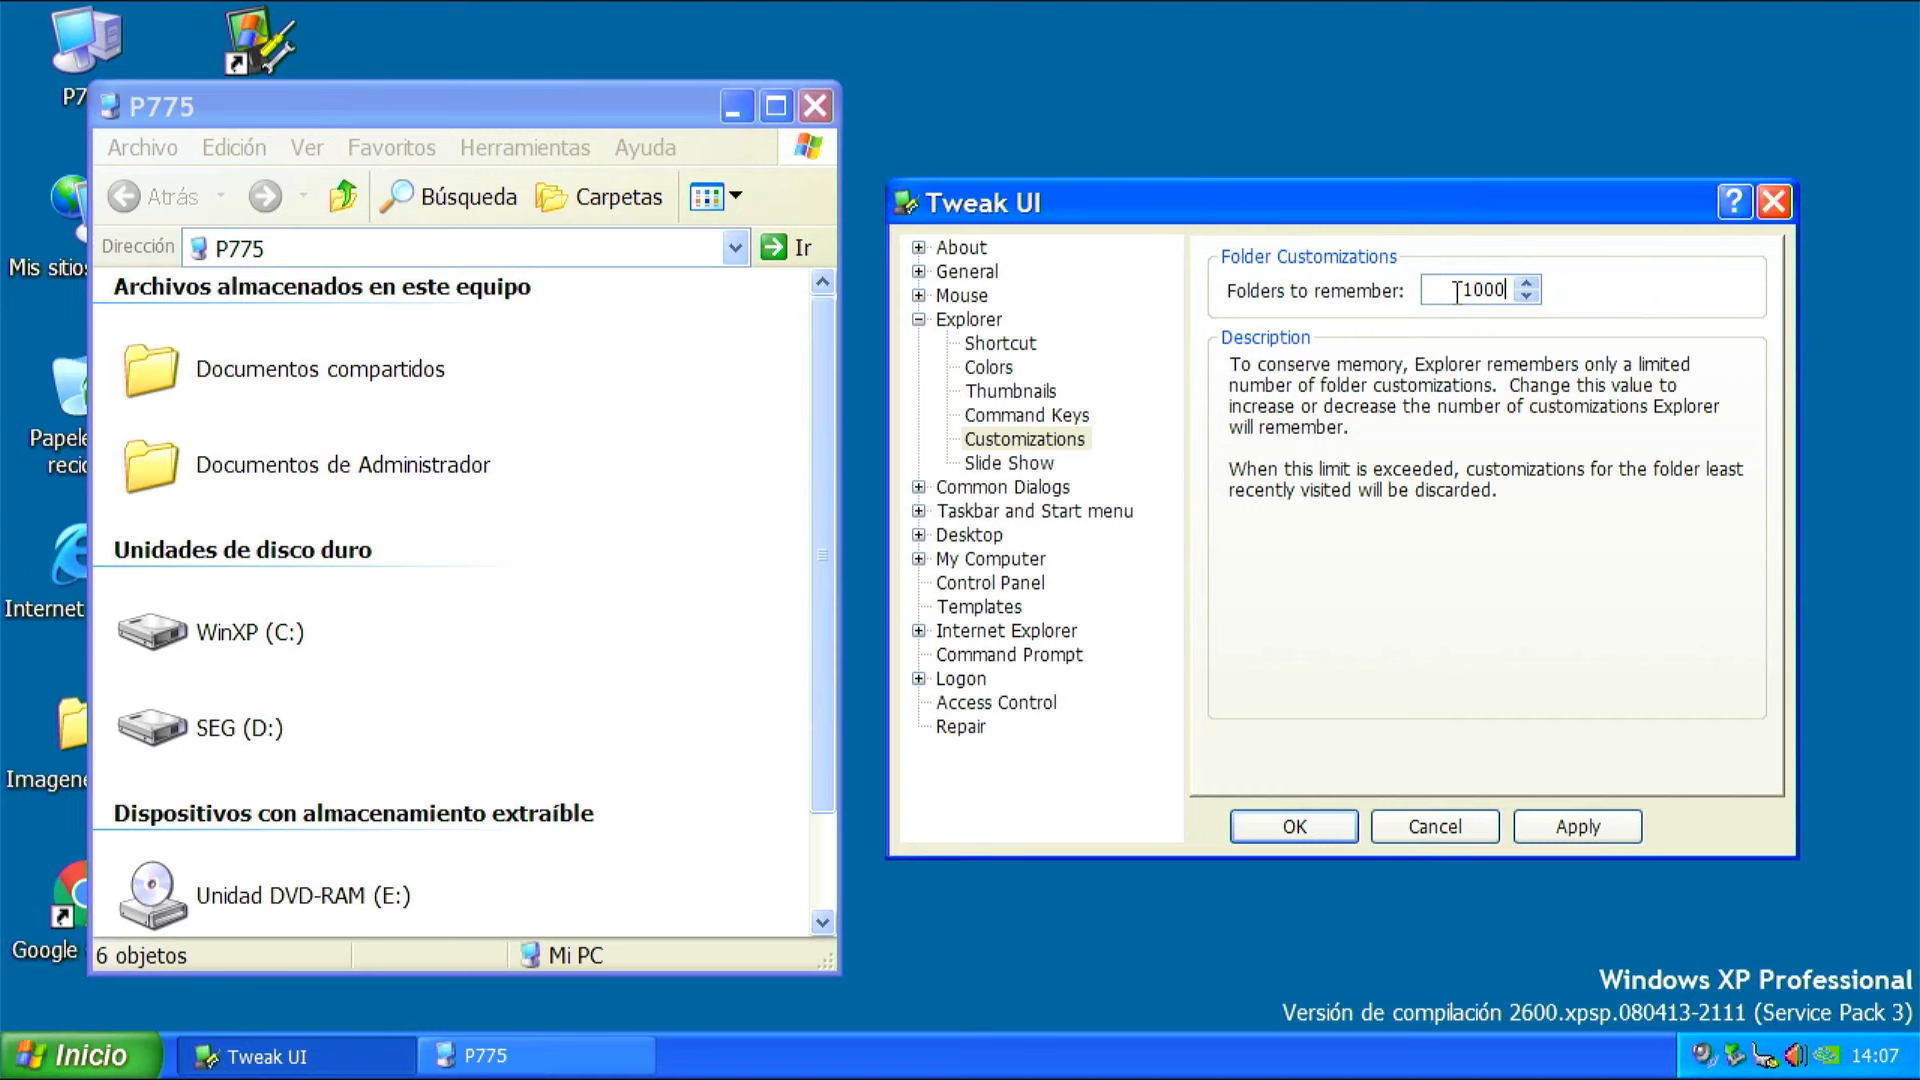 P7
Mis sitios
Papele
recic
Internet
Imagene
Google
P775
Archivo Edición Ver Favoritos Herramientas Ayuda
Atrás Búsqueda Carpetas
Dirección P775 Ir
Archivos almacenados en este equipo
Documentos compartidos
Documentos de Administrador
Unidades de disco duro
WinXP (C:)
SEG (D:)
Dispositivos con almacenamiento extraíble
Unidad DVD-RAM (E:)
6 objetos Mi PC
Tweak UI
About
General
Mouse
Explorer
Shortcut
Colors
Thumbnails
Command Keys
Customizations
Slide Show
Common Dialogs
Taskbar and Start menu
Desktop
My Computer
Control Panel
Templates
Internet Explorer
Command Prompt
Logon
Access Control
Repair
Folder Customizations
Folders to remember: 1000
Description
To conserve memory, Explorer remembers only a limited
number of folder customizations. Change this value to
increase or decrease the number of customizations Explorer
will remember.
When this limit is exceeded, customizations for the folder least
recently visited will be discarded.
OK Cancel Apply
Windows XP Professional
Versión de compilación 2600.xpsp.080413-2111 (Service Pack 3)
Inicio Tweak UI P775 14:07